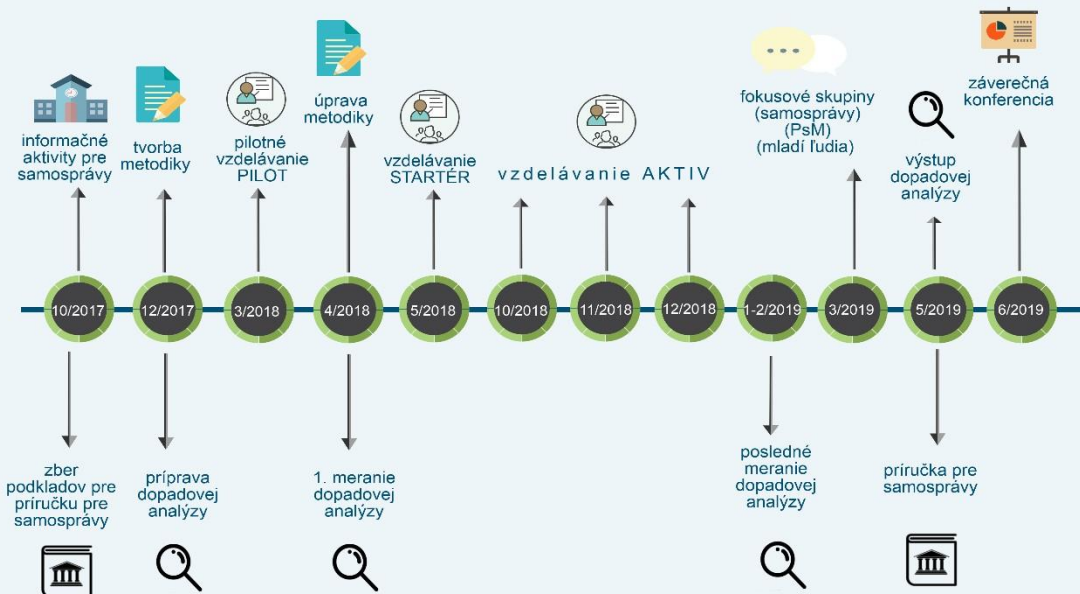 informačné
aktivity pre
samosprávy
tvorba
metodiky
pilotné
vzdelávanie
PILOT
úprava
metodiky
vzdelávanie
STARTÉR
vzdelávanie AKTIV
fokusové skupiny
(samosprávy)
(PsM)
(mladí ľudia)
výstup
dopadovej
analýzy
záverečná
konferencia
10/2017
12/2017
3/2018
4/2018
5/2018
10/2018
11/2018
12/2018
1-2/2019
3/2019
5/2019
6/2019
zber
podkladov pre
príručku pre
samosprávy
príprava
dopadovej
analýzy
1. meranie
dopadovej
analýzy
posledné
meranie
dopadovej
analýzy
príručka pre
samosprávy